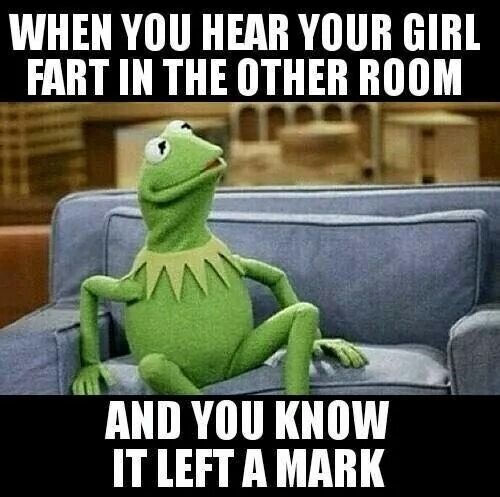 WHEN YOU HEAR YOUR GIRL
FART IN THE OTHER ROOM
AND YOU KNOW
IT LEFT A MARK